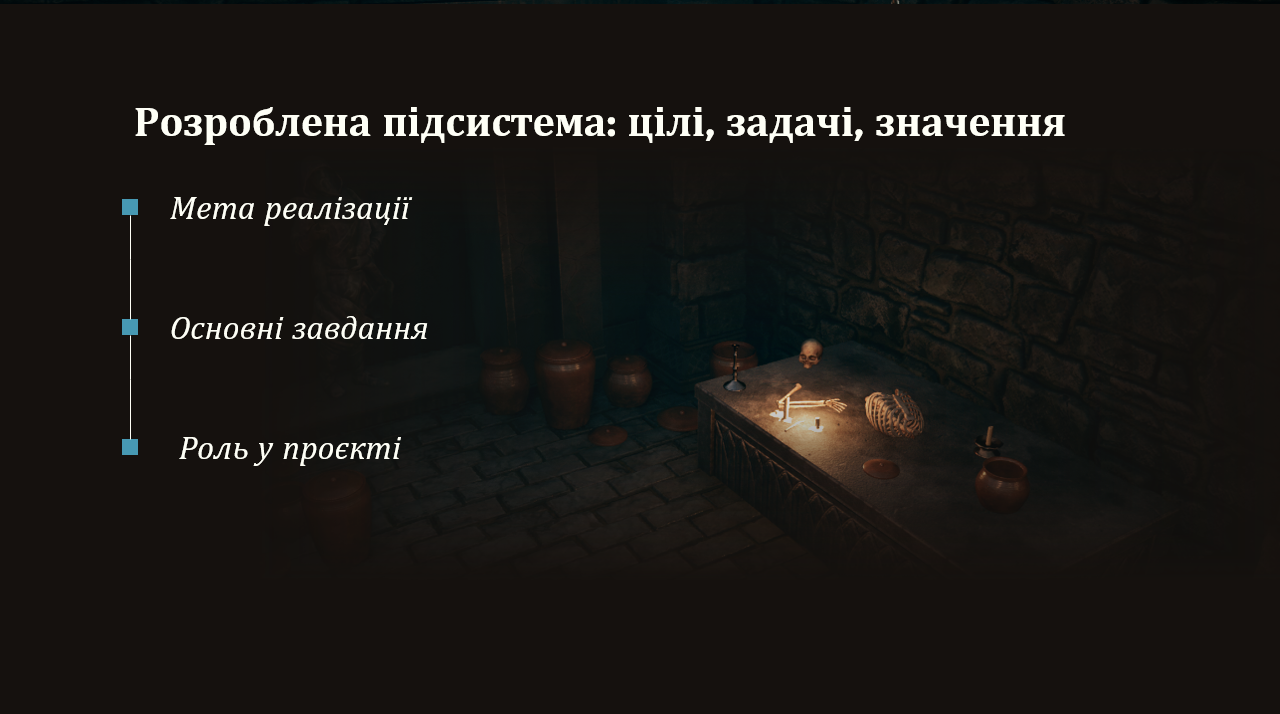 Розроблена підсистема: цілі, задачі, значення
Мета реалізації
Основні завдання
Роль у проєкті